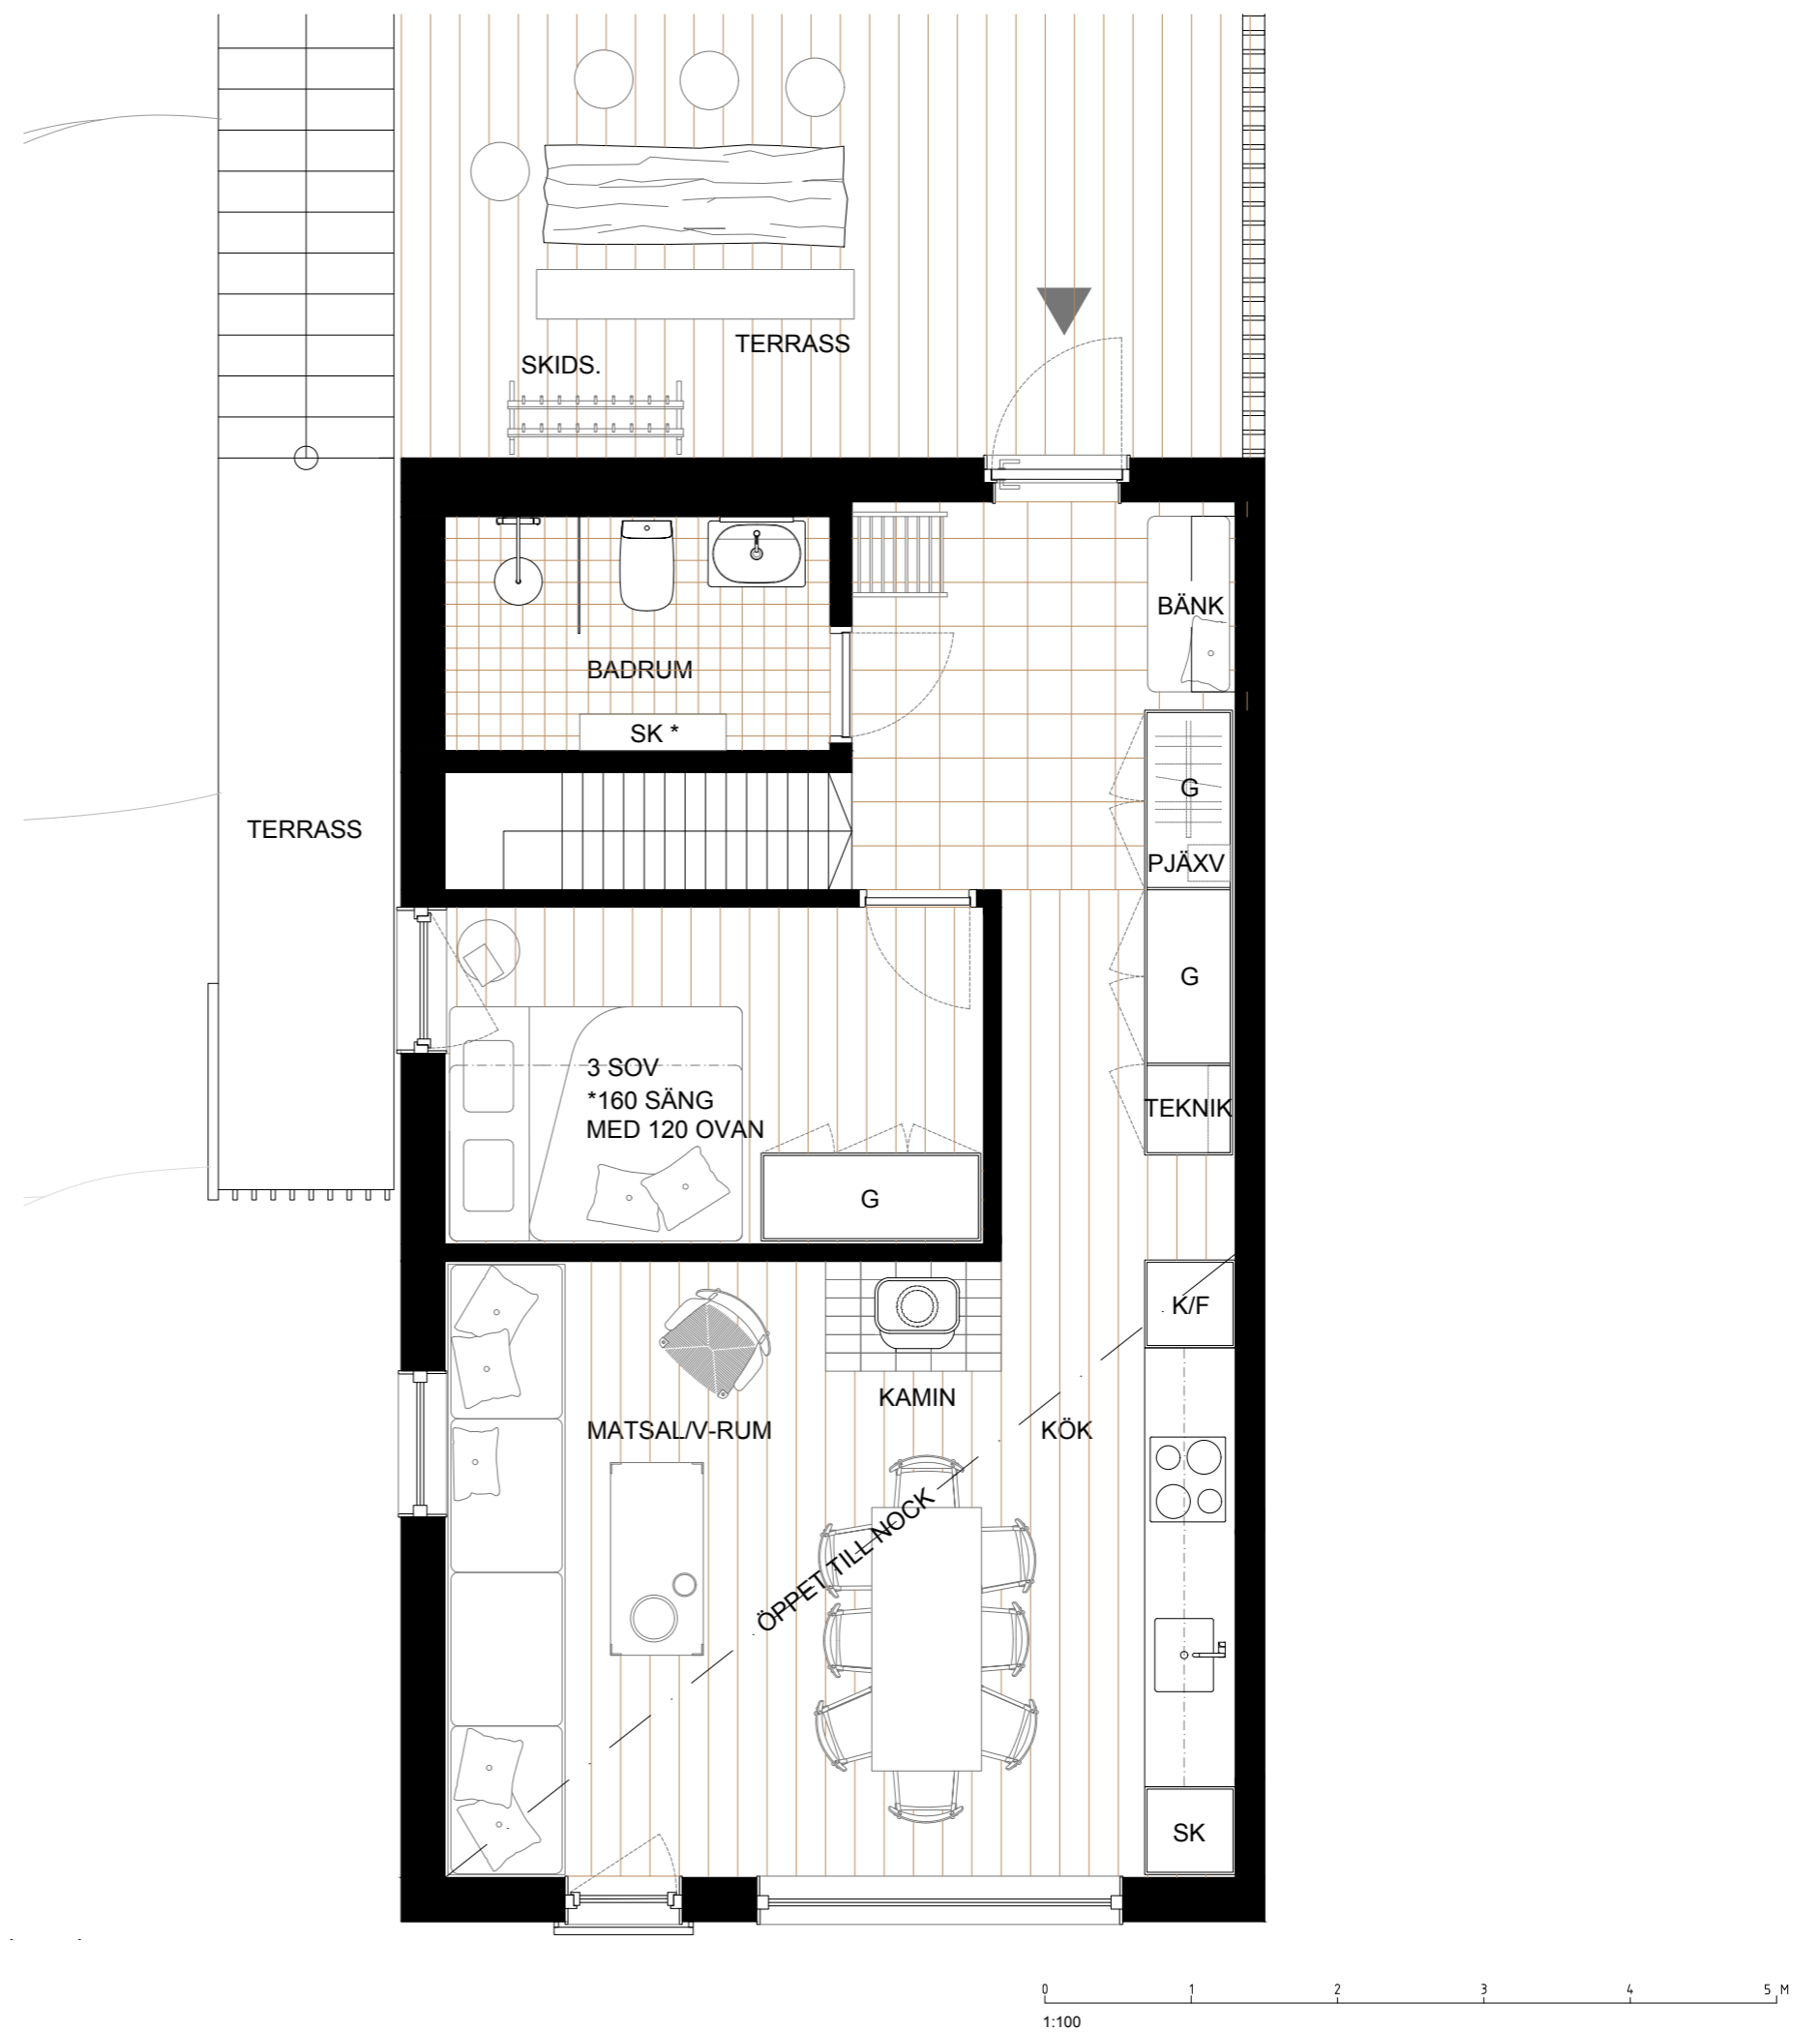 TERRASS
SKIDS.
BÄNK
BADRUM
SK *
G
TERRASS
PJÄXV
G
3 SOV
*160 SÄNG
MED 120 OVAN
TEKNIK
G
K/F
KAMIN
MATSAL/V-RUM
KÖK
ÖPPET TILL NOCK
SK
0 1 2 3 4 5 M
1:100